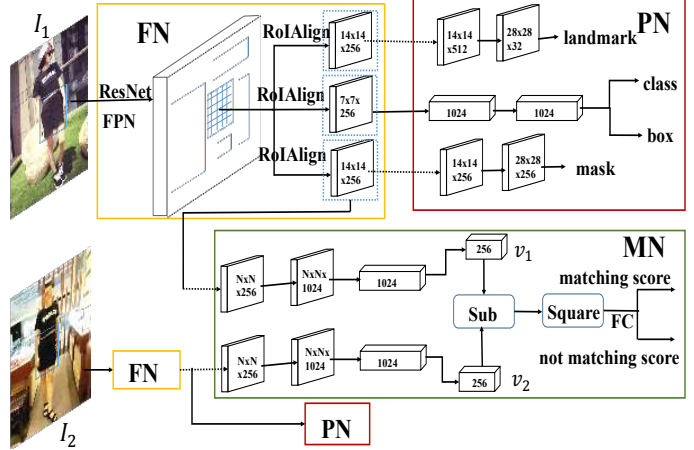 I1
FN
PN
ResNet
FPN
RoIAlign
14x14
x256
14x14
x512
28x28
x32
landmark
RoIAlign
7x7x
256
1024
1024
class
box
RoIAlign
14x14
x256
14x14
x256
28x28
x256
mask
MN
NxN
x256
NxNx
1024
1024
256
v1
Sub
Square
FC
matching score
not matching score
I2
FN
NxN
x256
NxNx
1024
1024
256
v2
PN